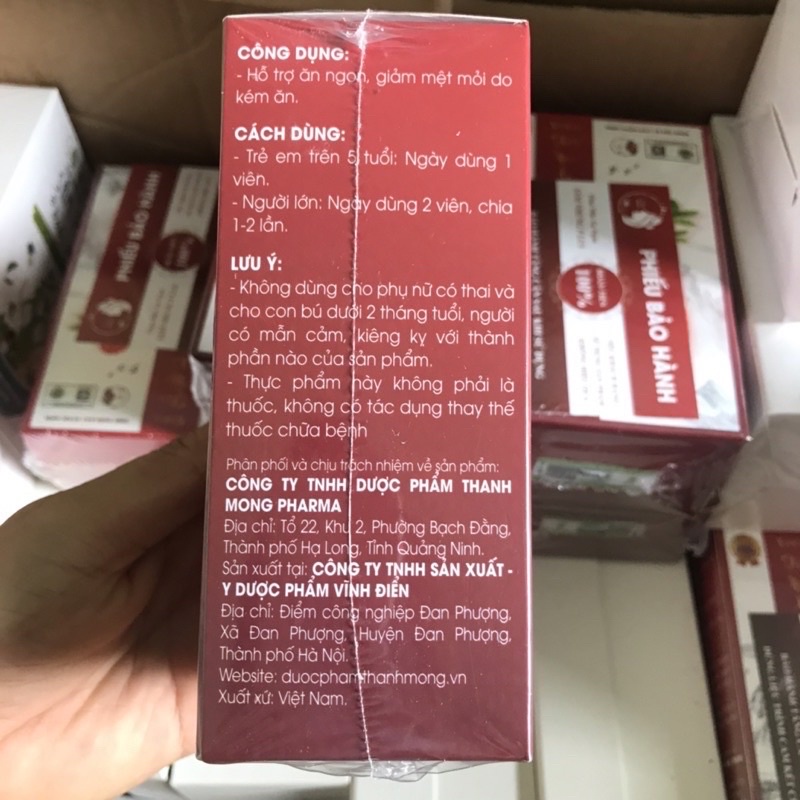 CÔNG DỤNG:
- Hỗ trợ ăn ngon, giảm mệt mỏi do
kém ăn.
CÁCH DÙNG:
- Trẻ em trên 5 tuổi: Ngày dùng 1
viên.
- Người lớn: Ngày dùng 2 viên, chia
1-2 lần.
LƯU Ý:
- Không dùng cho phụ nữ có thai và
cho con bú dưới 2 tháng tuổi, người
có mẫn cảm, kiêng kỵ với thành
phần nào của sản phẩm.
- Thực phẩm này không phải là
thuốc, không có tác dụng thay thế
thuốc chữa bệnh
Phân phối và chịu trách nhiệm về sản phẩm:
CÔNG TY TNHH DƯỢC PHẨM THANH
MONG PHARMA
Địa chỉ: Tổ 22, Khu 2, Phường Bạch Đằng,
Thành phố Hạ Long, Tỉnh Quảng Ninh.
Sản xuất tại: CÔNG TY TNHH SẢN XUẤT -
Y DƯỢC PHẨM VĨNH ĐIỂN
Địa chỉ: Điểm công nghiệp Đan Phượng,
Xã Đan Phượng, Huyện Đan Phượng,
Thành phố Hà Nội.
Website: duocphamthanhmong.vn
Xuất xứ: Việt Nam.
PHIẾU BẢO HÀNH
PHIẾU BẢO HÀNH
100%